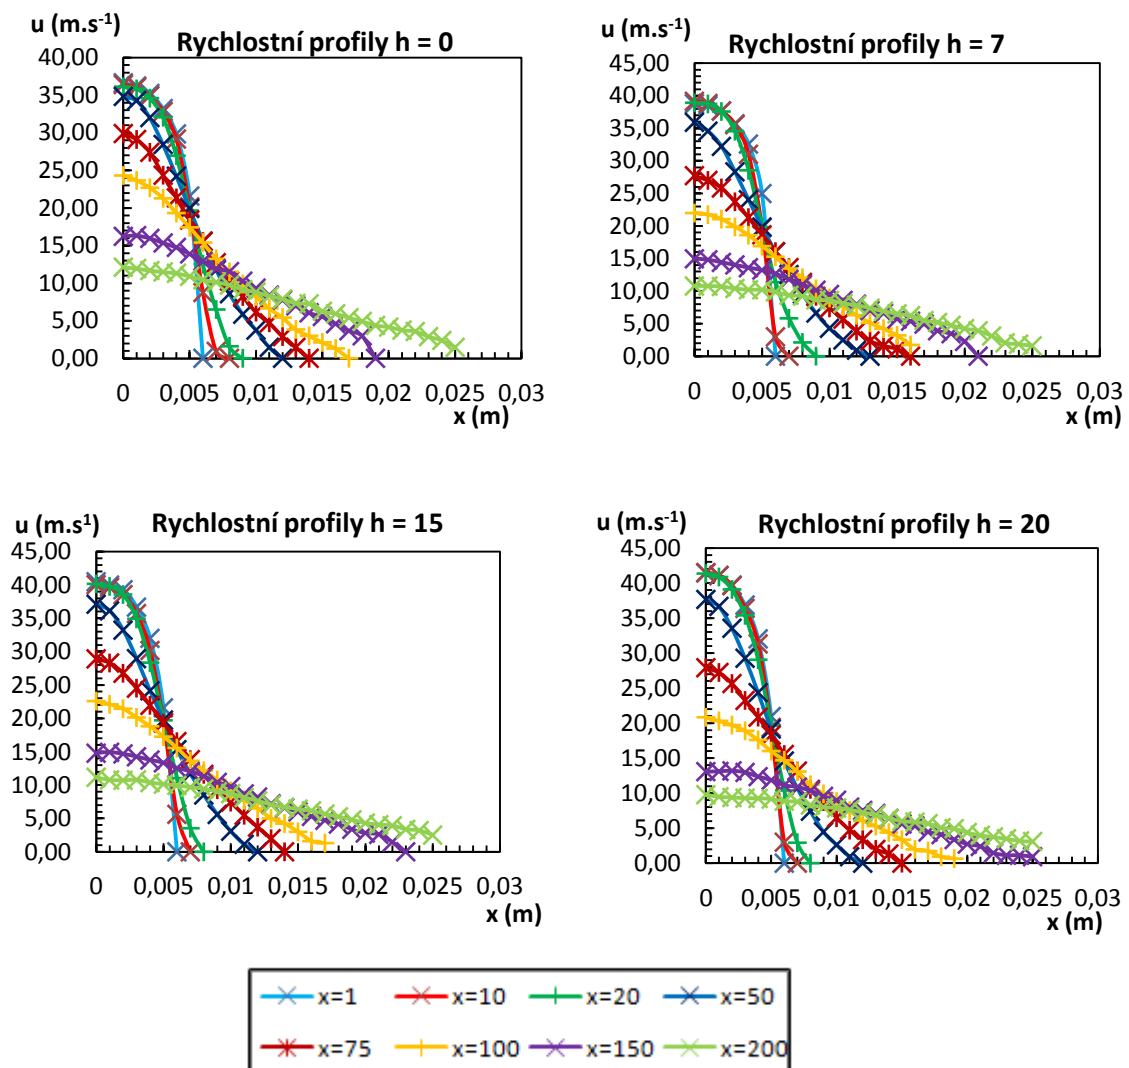 u (m.s-1)
Rychlostní profily h = 0
40,00
35,00
30,00
25,00
20,00
15,00
10,00
5,00
0,00
0 0,005 0,01 0,015 0,02 0,025 0,03
x (m)
u (m.s-1)
Rychlostní profily h = 7
45,00
40,00
35,00
30,00
25,00
20,00
15,00
10,00
5,00
0,00
0 0,005 0,01 0,015 0,02 0,025 0,03
x (m)
u (m.s1)
Rychlostní profily h = 15
45,00
40,00
35,00
30,00
25,00
20,00
15,00
10,00
5,00
0,00
0 0,005 0,01 0,015 0,02 0,025 0,03
x (m)
u (m.s-1)
Rychlostní profily h = 20
45,00
40,00
35,00
30,00
25,00
20,00
15,00
10,00
5,00
0,00
0 0,005 0,01 0,015 0,02 0,025 0,03
x (m)
x=1 x=10 x=20 x=50
x=75 x=100 x=150 x=200